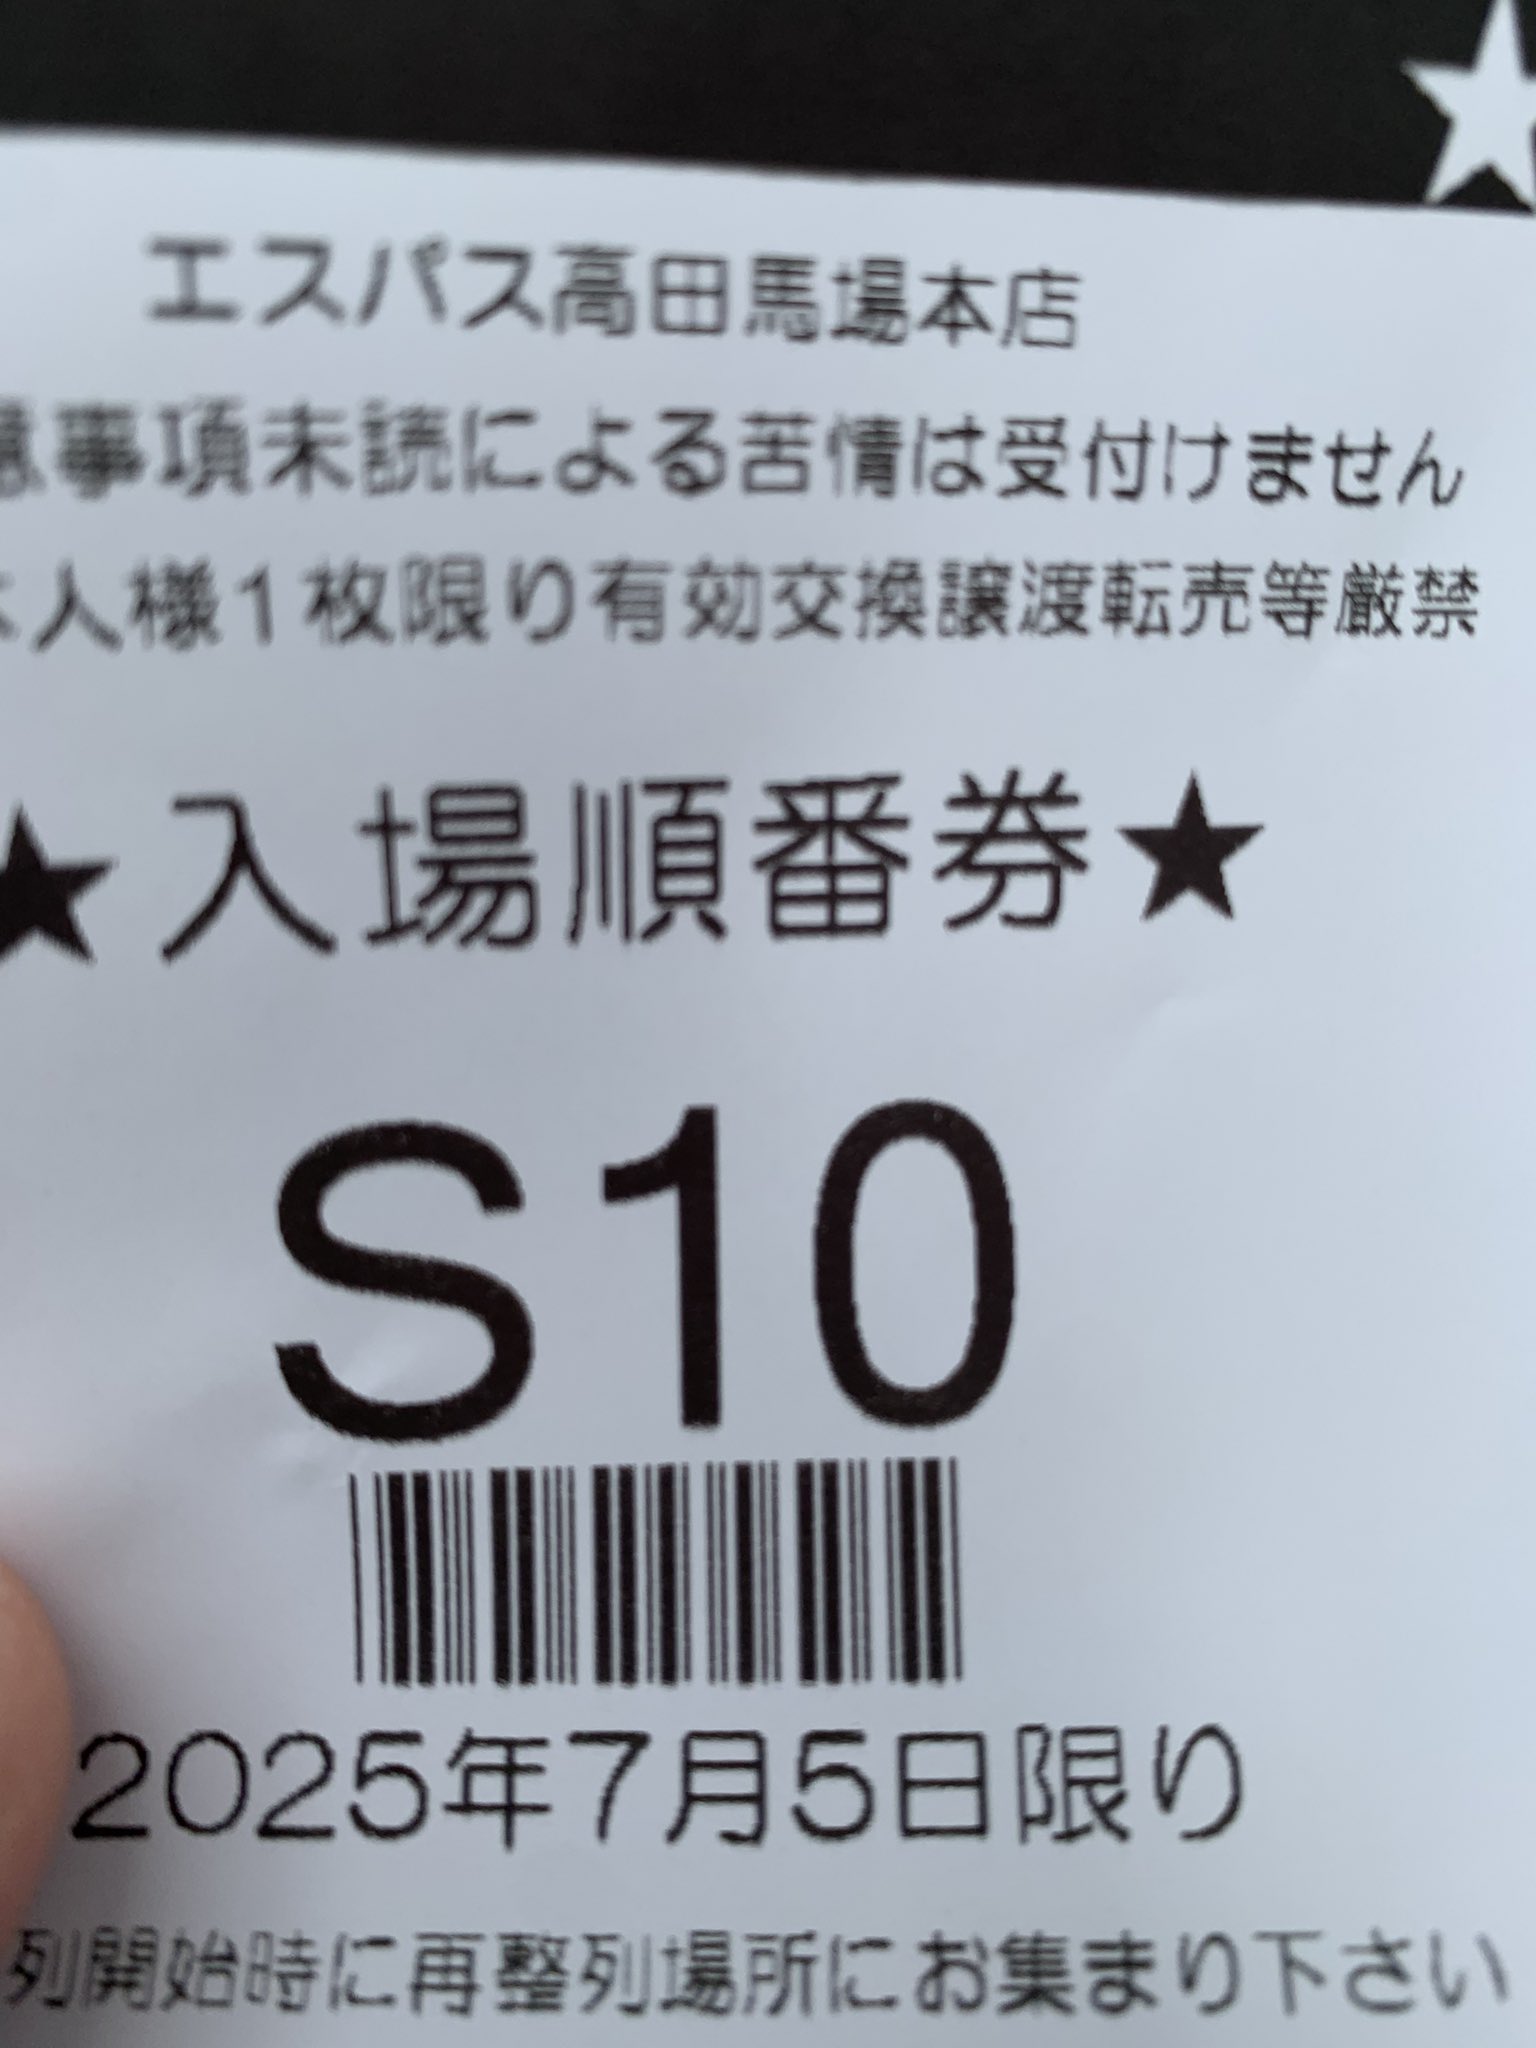 エスパス高田馬場本店
意事項未読による苦情は受付けません
本人様1枚限り有効交換譲渡転売等厳禁
★入場順番券★
S10
2025年7月5日限り
列開始時に再整列場所にお集まり下さい